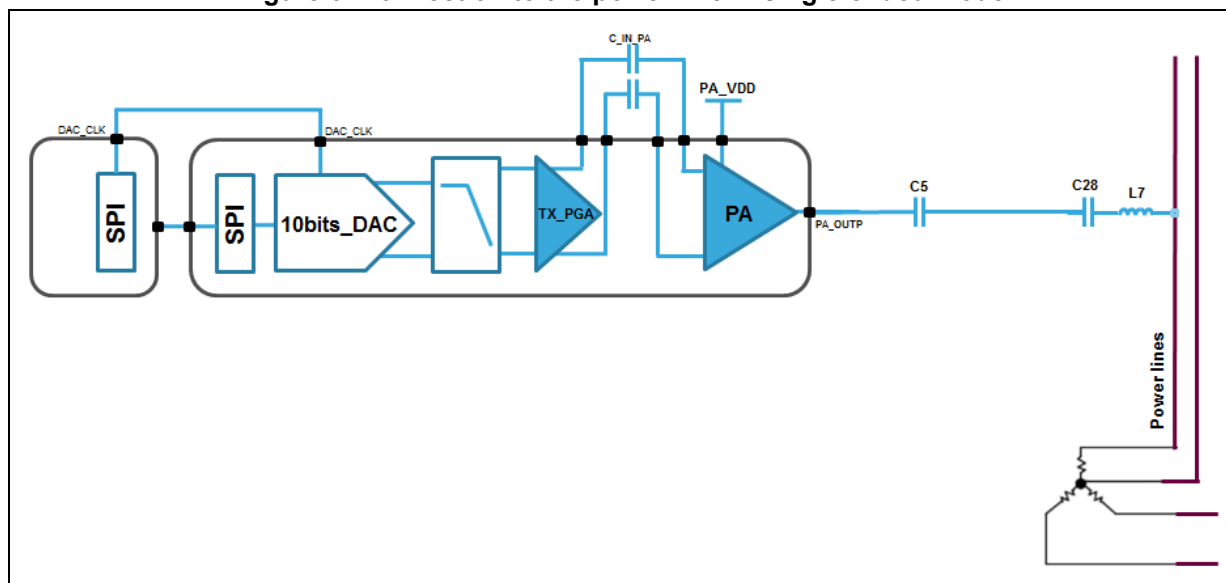 C_IN_PA
PA_VDD
DAC_CLK
DAC_CLK
SPI
SPI
10bits_DAC
TX_PGA
PA
PA_OUTP
C5
C28
L7
Power lines